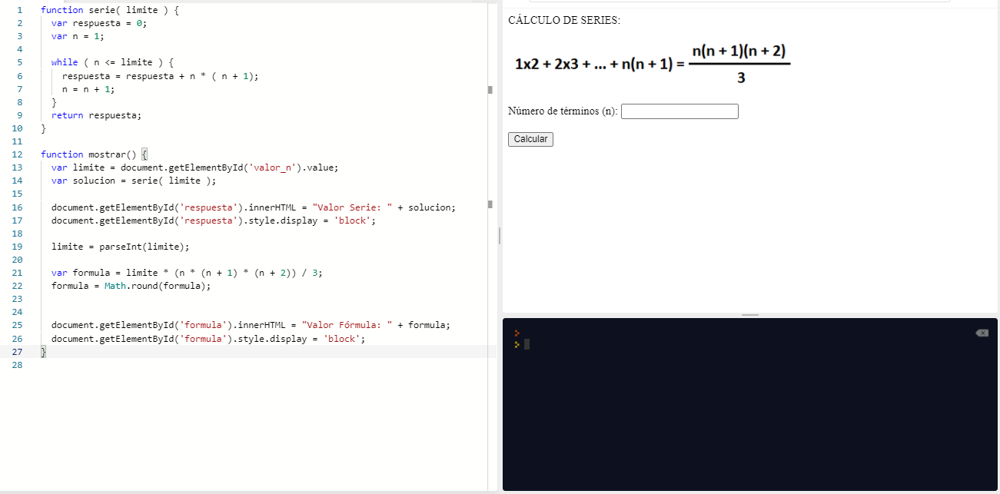 1 function serie( limite ) {
2 var respuesta = 0;
3 var n = 1;
4
5 while ( n <= limite ) {
6 respuesta = respuesta + n * ( n + 1);
7 n = n + 1;
8 }
9 return respuesta;
10 }
11
12 function mostrar() {
13 var limite = document.getElementById('valor_n').value;
14 var solucion = serie( limite );
15
16 document.getElementById('respuesta').innerHTML = "Valor Serie: " + solucion;
17 document.getElementById('respuesta').style.display = 'block';
18
19 limite = parseInt(limite);
20
21 var formula = limite * (n * (n + 1) * (n + 2)) / 3;
22 formula = Math.round(formula);
23
24
25 document.getElementById('formula').innerHTML = "Valor Fórmula: " + formula;
26 document.getElementById('formula').style.display = 'block';
27 }
28
CÁLCULO DE SERIES:
n(n + 1)(n + 2)
1x2 + 2x3 + ... + n(n + 1) =
3
Número de términos (n):
Calcular